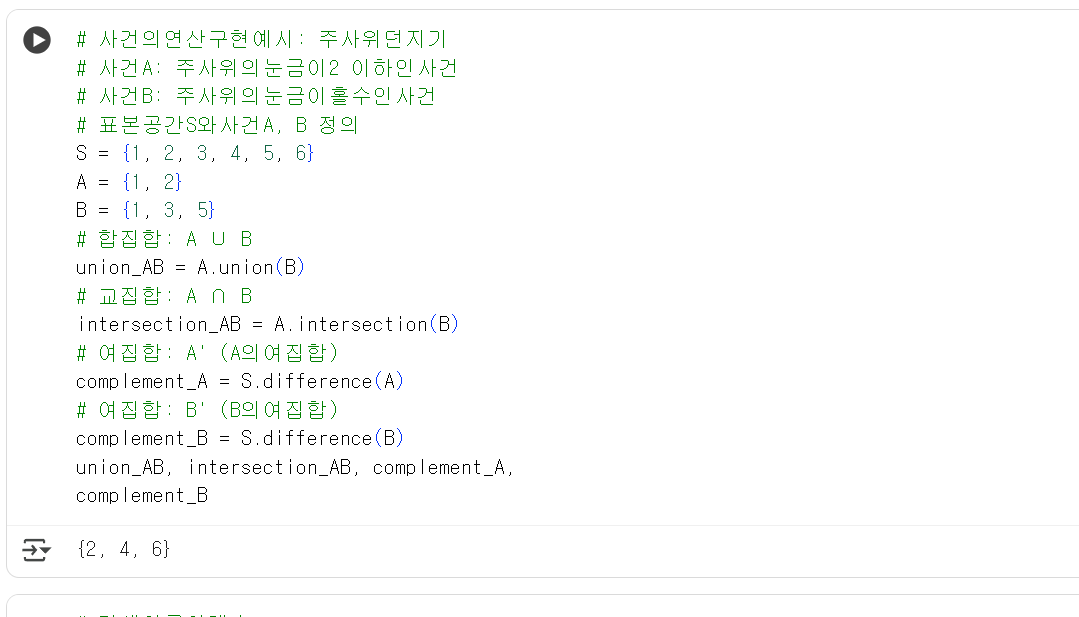 # 사건의연산구현예시: 주사위던지기
# 사건A: 주사위의눈금이2 이하인사건
# 사건B: 주사위의눈금이홀수인사건
# 표본공간S와사건A, B 정의
S = {1, 2, 3, 4, 5, 6}
A = {1, 2}
B = {1, 3, 5}
# 합집합: A ∪ B
union_AB = A.union(B)
# 교집합: A ∩ B
intersection_AB = A.intersection(B)
# 여집합: A' (A의여집합)
complement_A = S.difference(A)
# 여집합: B' (B의여집합)
complement_B = S.difference(B)
union_AB, intersection_AB, complement_A,
complement_B
{2, 4, 6}